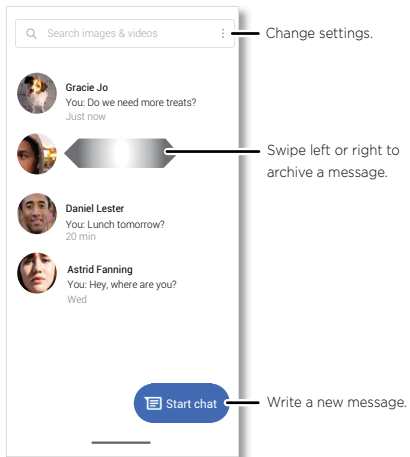 Search images & videos
Change settings.
Gracie Jo
You: Do we need more treats?
Just now
Swipe left or right to
archive a message.
Daniel Lester
You: Lunch tomorrow?
20 min
Astrid Fanning
You: Hey, where are you?
Wed
Start chat
Write a new message.